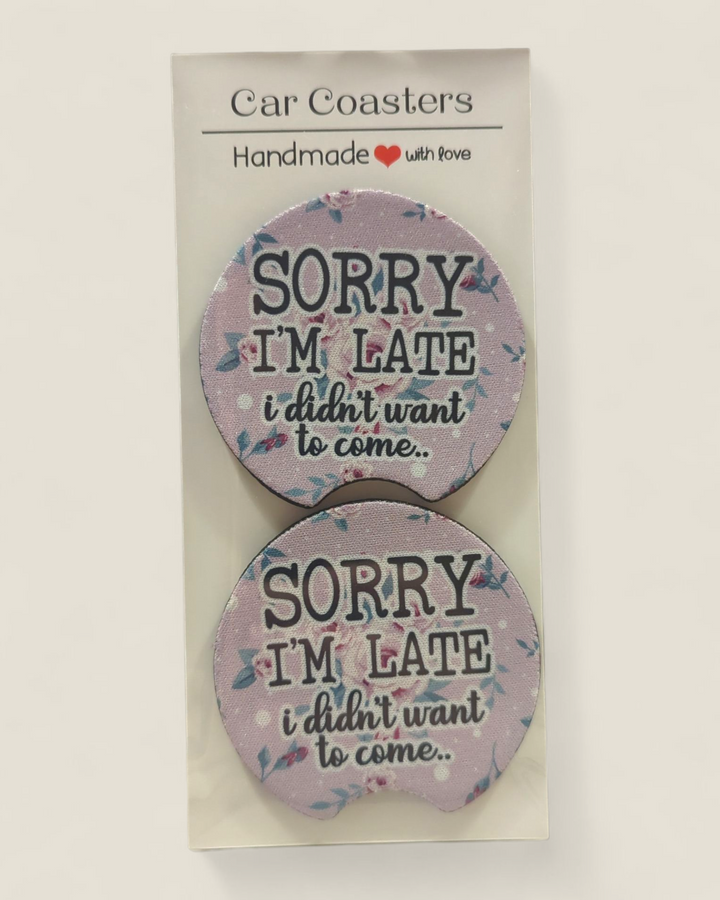 Car Coasters
Handmade ❤ with love
SORRY
I'M LATE
i didn't want
to come..
SORRY
I'M LATE
i didn't want
to come..